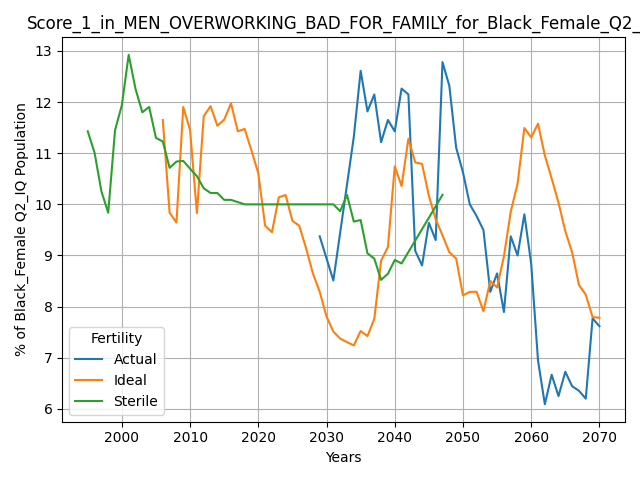 Score_1_in_MEN_OVERWORKING_BAD_FOR_FAMILY_for_Black_Female_Q2_
% of Black_Female Q2_IQ Population
13
12
11
10
9
8
7
6
Fertility
Actual
Ideal
Sterile
2000 2010 2020 2030 2040 2050 2060 2070
Years